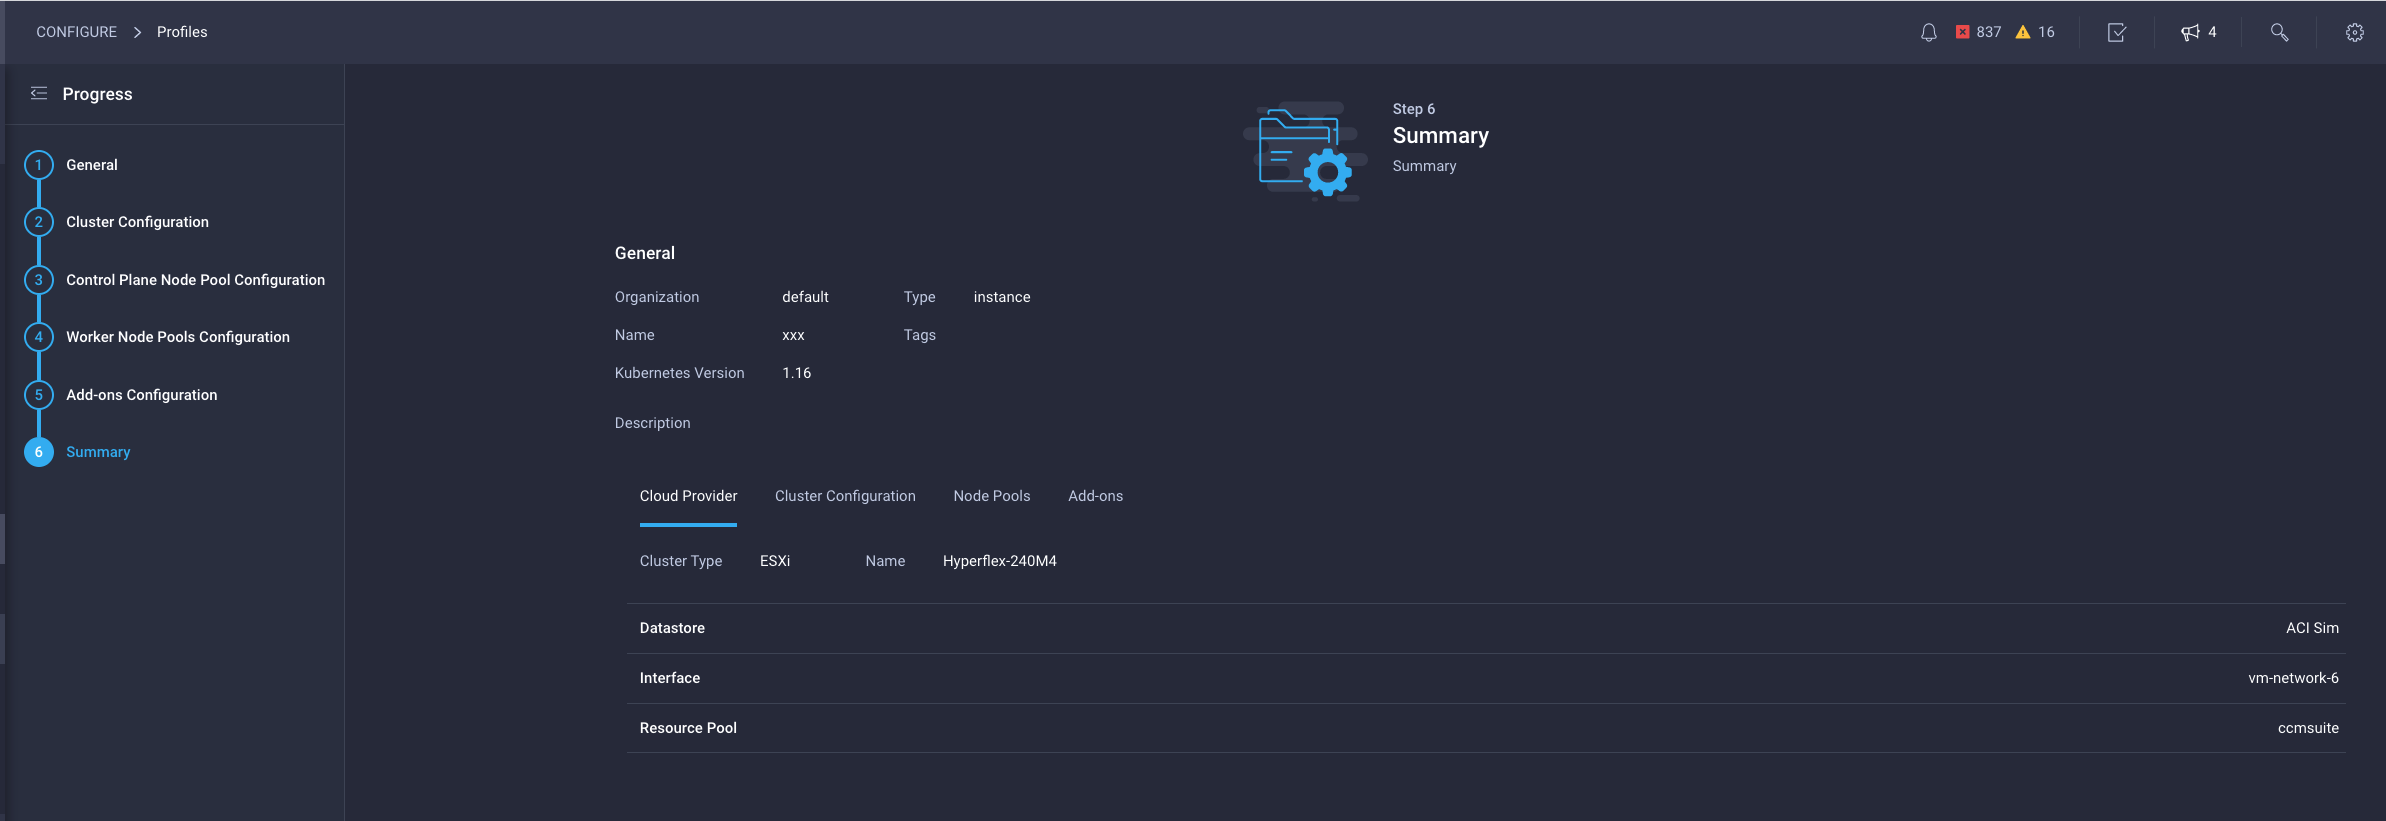 CONFIGURE > Profiles
837 16 4
Progress
1 General
2 Cluster Configuration
3 Control Plane Node Pool Configuration
4 Worker Node Pools Configuration
5 Add-ons Configuration
6 Summary
Step 6
Summary
Summary
General
Organization default Type instance
Name xxx Tags
Kubernetes Version 1.16
Description
Cloud Provider Cluster Configuration Node Pools Add-ons
Cluster Type ESXi Name Hyperflex-240M4
Datastore ACI Sim
Interface vm-network-6
Resource Pool ccmsuite